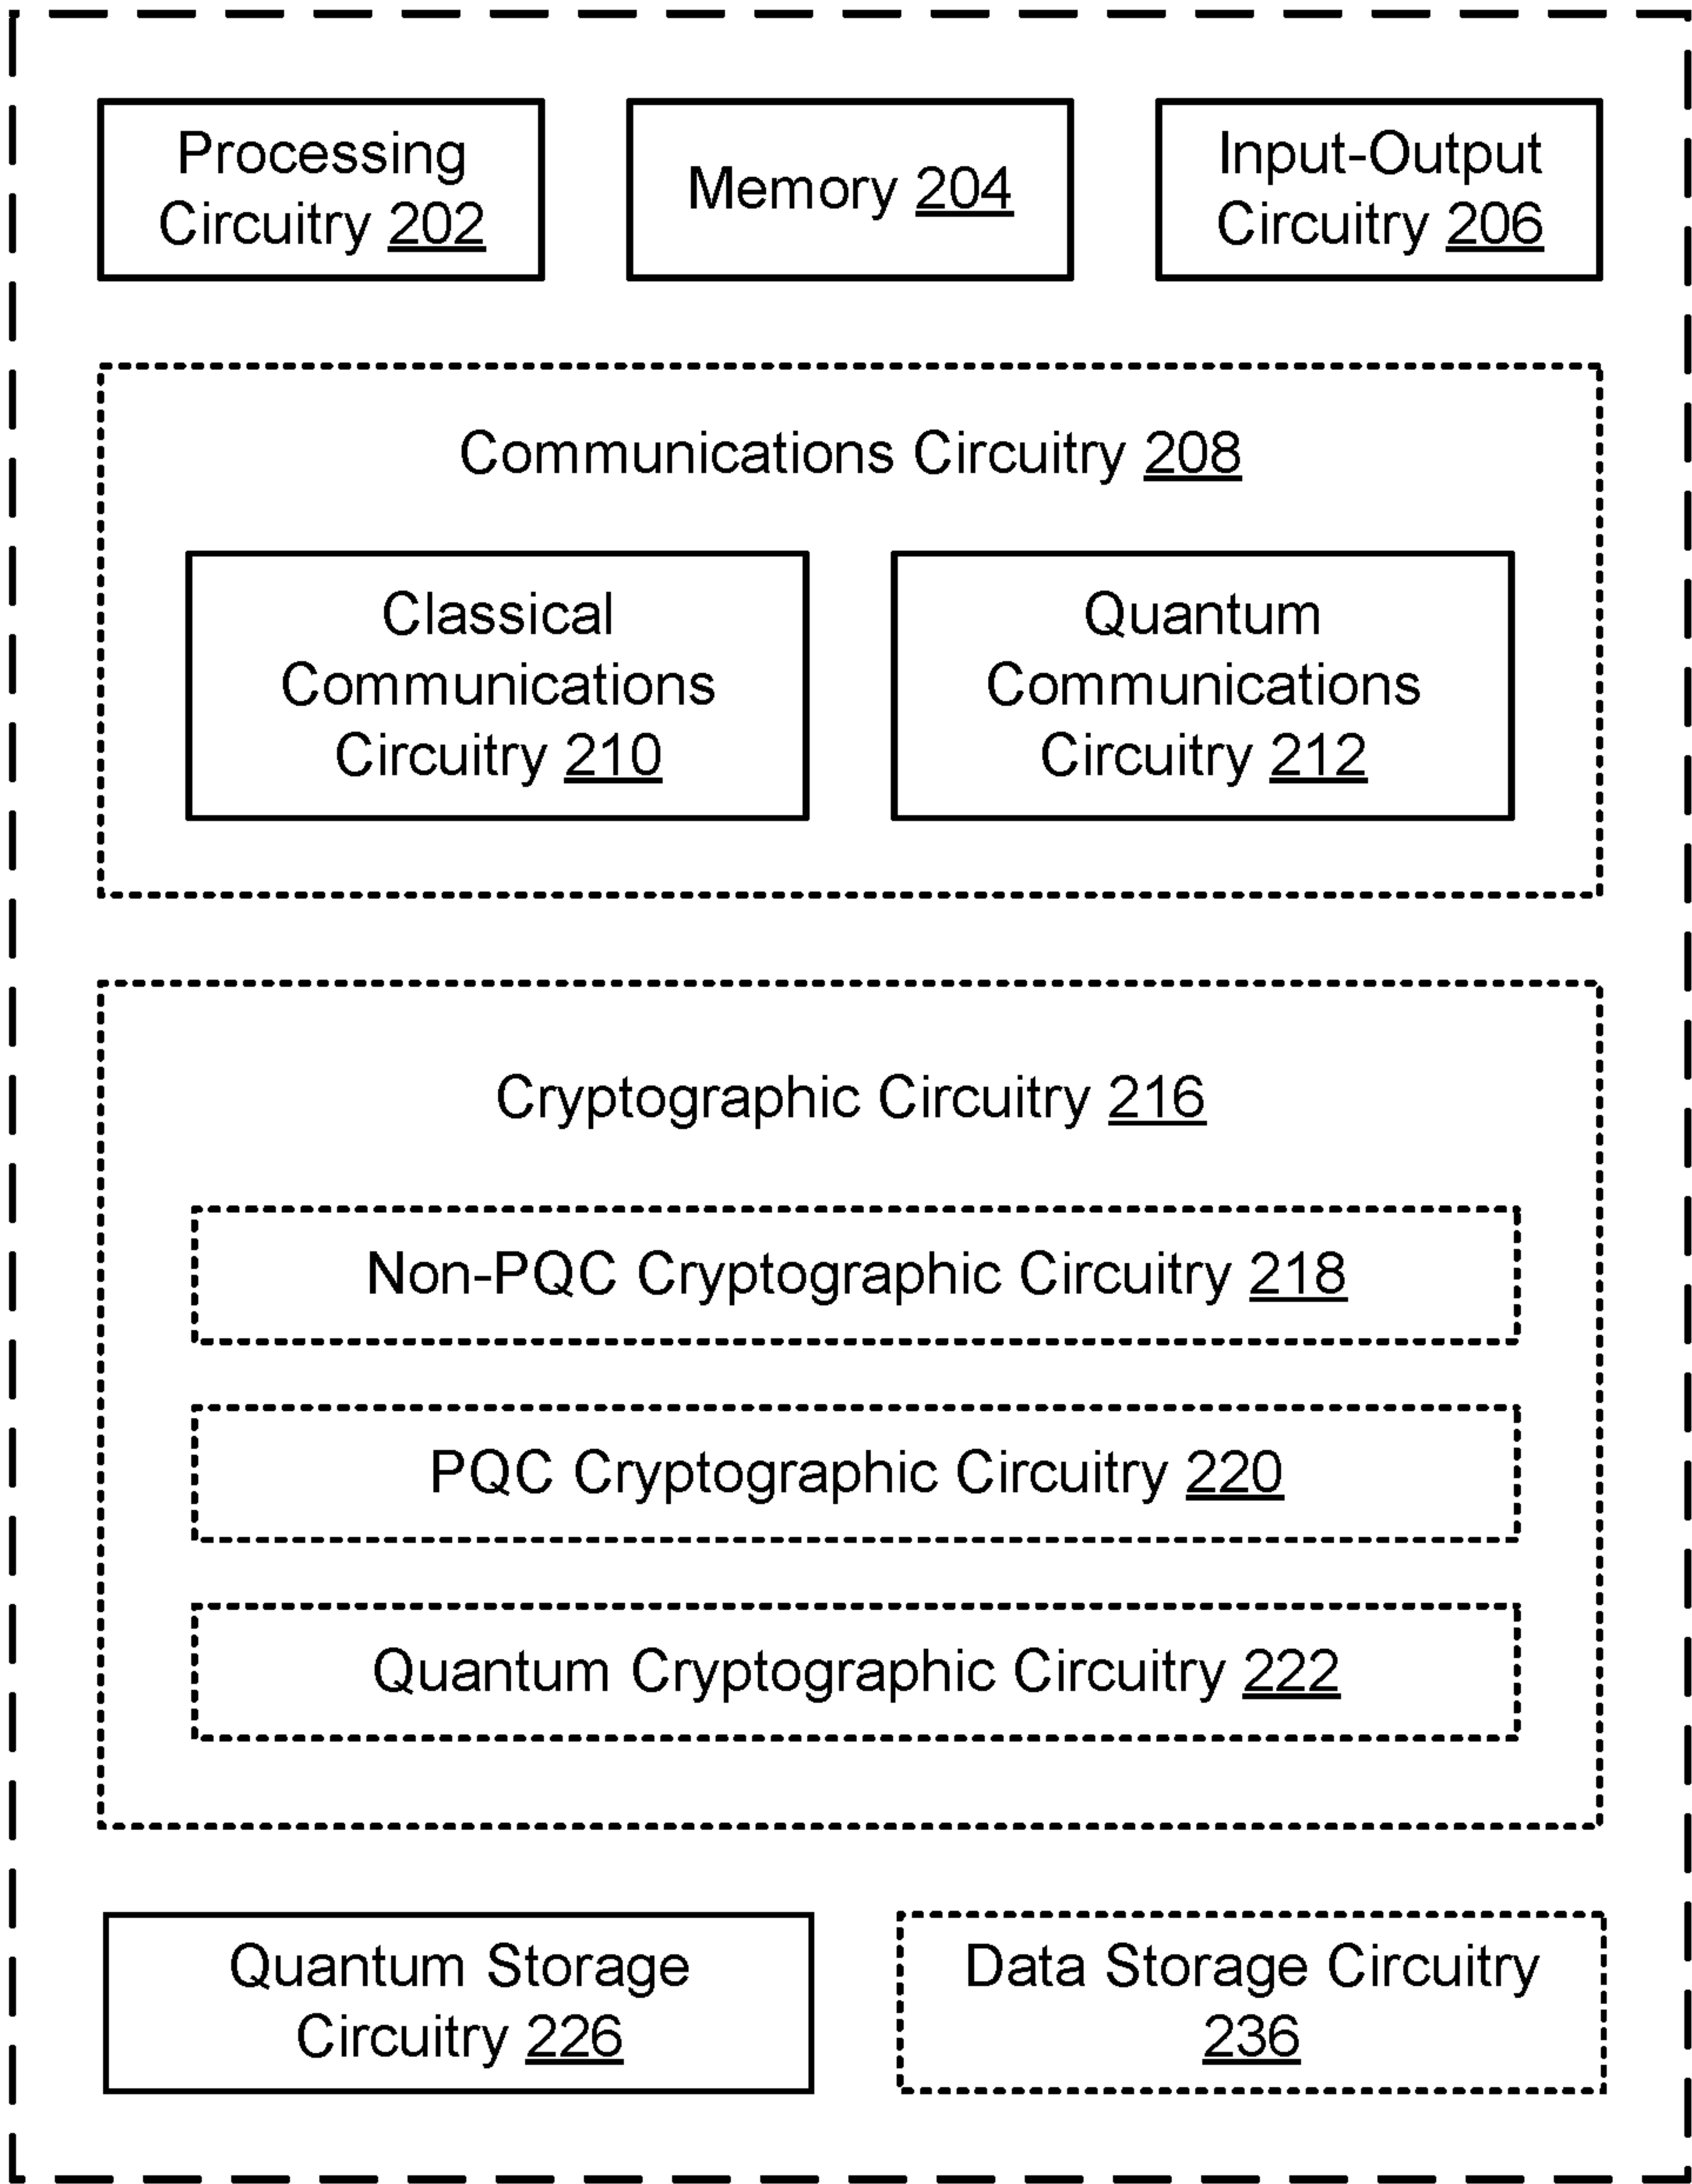 Processing
Circuitry 202
Memory 204
Input-Output
Circuitry 206
Communications Circuitry 208
Classical
Communications
Circuitry 210
Quantum
Communications
Circuitry 212
Cryptographic Circuitry 216
Non-PQC Cryptographic Circuitry 218
PQC Cryptographic Circuitry 220
Quantum Cryptographic Circuitry 222
Quantum Storage
Circuitry 226
Data Storage Circuitry
236